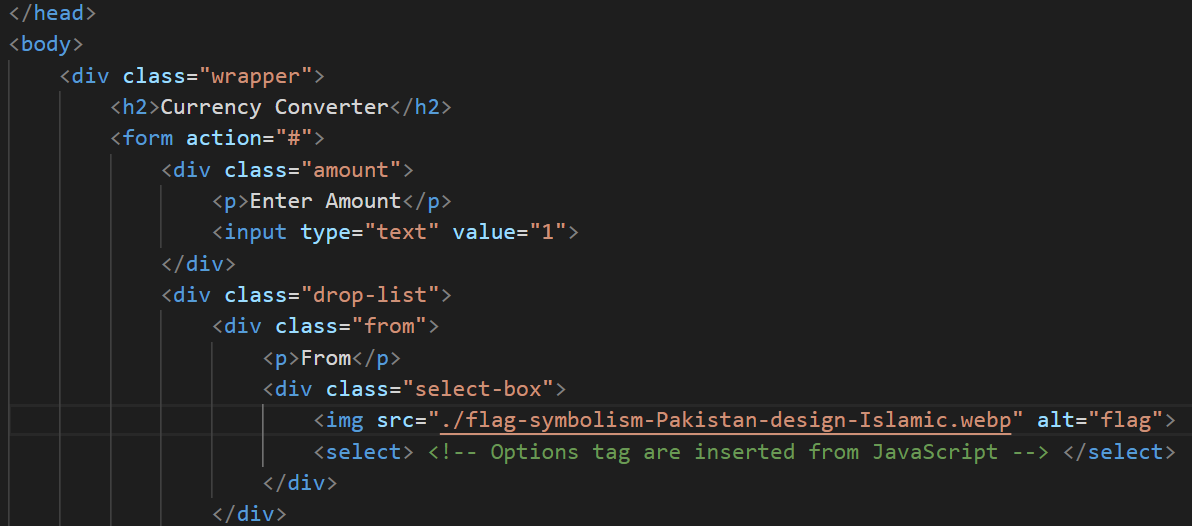 </head>
<body>
    <div class="wrapper">
        <h2>Currency Converter</h2>
        <form action="#">
            <div class="amount">
                <p>Enter Amount</p>
                <input type="text" value="1">
            </div>
            <div class="drop-list">
                <div class="from">
                    <p>From</p>
                    <div class="select-box">
                        <img src="./flag-symbolism-Pakistan-design-Islamic.webp" alt="flag">
                        <select> <!-- Options tag are inserted from JavaScript --> </select>
                    </div>
                </div>